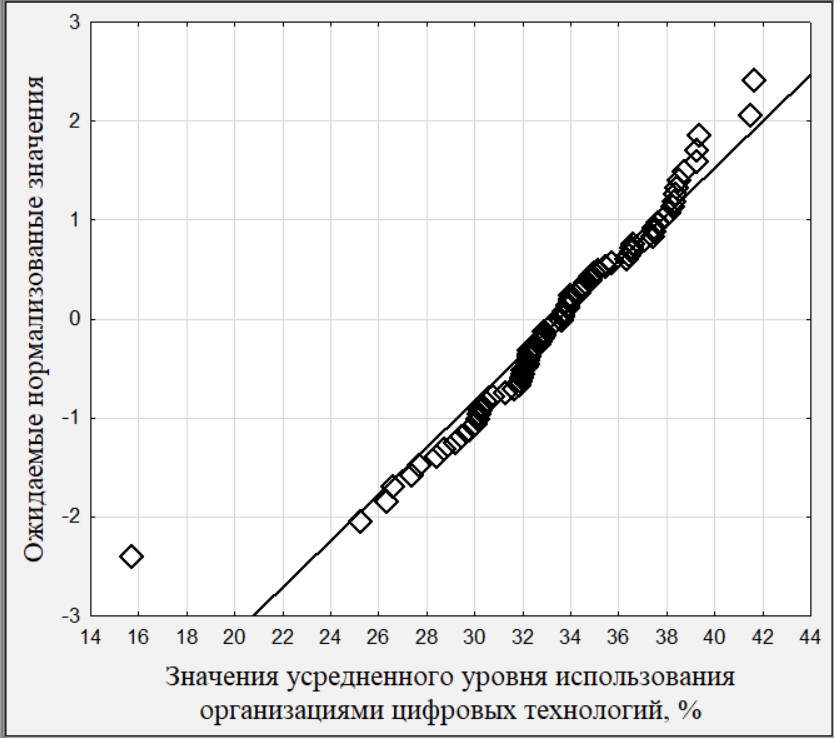 Ожидаемые нормализованые значения
3
2
1
0
-1
-2
-3
14 16 18 20 22 24 26 28 30 32 34 36 38 40 42 44
Значения усредненного уровня использования
организациями цифровых технологий, %